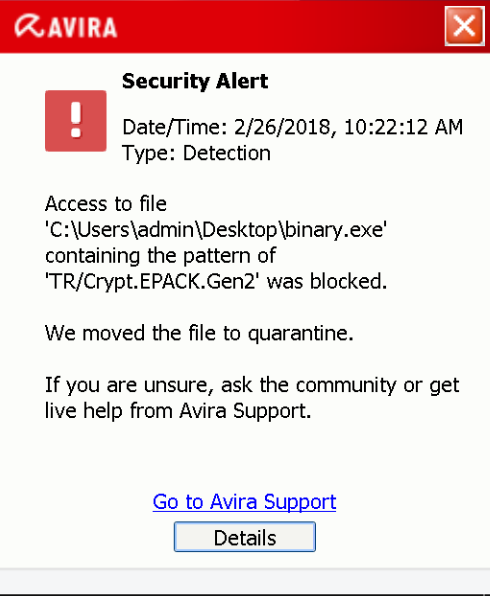 AVIRA
Security Alert
Date/Time: 2/26/2018, 10:22:12 AM
Type: Detection
Access to file
'C:\Users\admin\Desktop\binary.exe'
containing the pattern of
'TR/Crypt.EPACK.Gen2' was blocked.
We moved the file to quarantine.
If you are unsure, ask the community or get
live help from Avira Support.
Go to Avira Support
Details